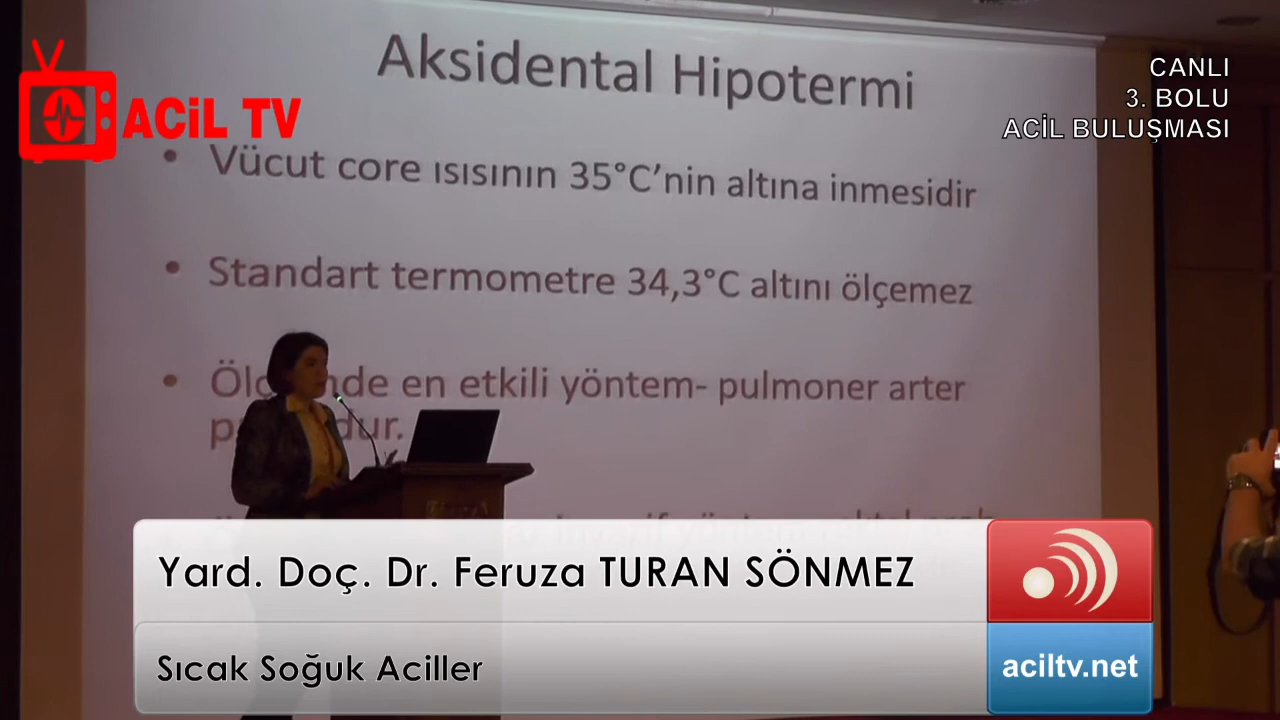 Aksidental Hipotermi
ACİL TV
CANLI
3. BOLU
ACİL BULUŞMASI
• Vücut core ısısının 35°C’nin altına inmesidir
• Standart termometre 34,3°C altını ölçemez
• en etkili yöntem- pulmoner arter
Yard. Doç. Dr. Feruza TURAN SÖNMEZ
Sıcak Soğuk Aciller
aciltv.net